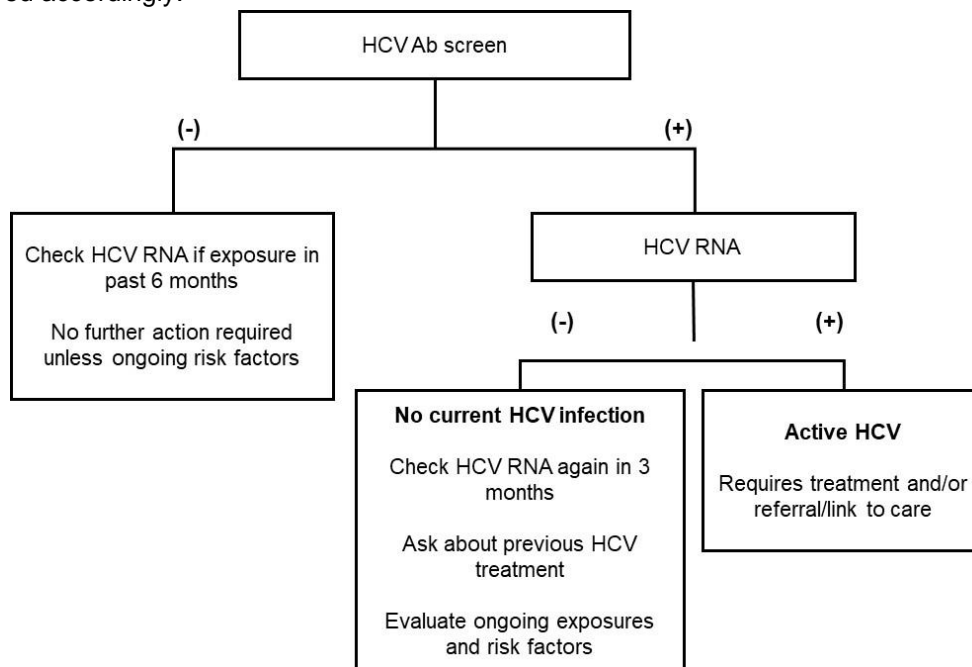 accordingly.
HCV Ab screen
(-)
(+)
Check HCV RNA if exposure in
past 6 months
No further action required
unless ongoing risk factors
HCV RNA
(-)
(+)
No current HCV infection
Check HCV RNA again in 3
months
Ask about previous HCV
treatment
Evaluate ongoing exposures
and risk factors
Active HCV
Requires treatment and/or
referral/link to care